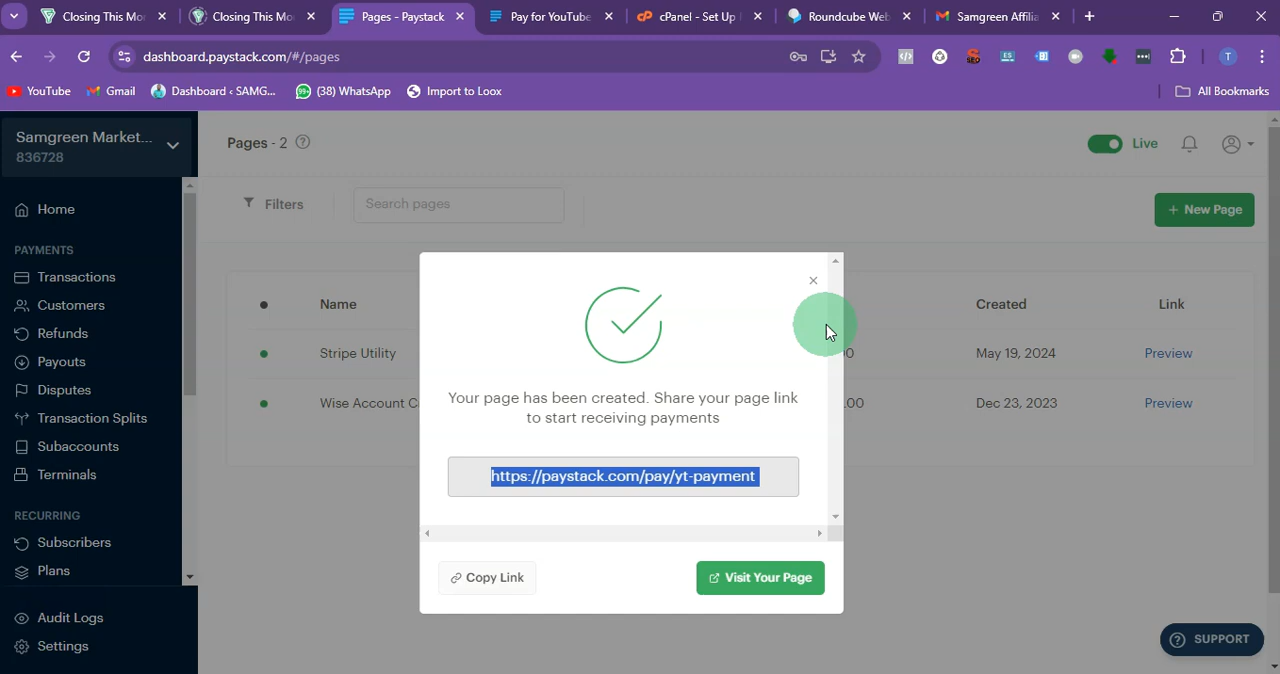 Closing This Mo
Closing This Mo
Pages - Paystack
Pay for YouTube
cPanel - Set Up
Roundcube Web
Samgreen Affilia
dashboard.paystack.com/#/pages
YouTube
Gmail
Dashboard ‹ SAMG...
(38) WhatsApp
Import to Loox
All Bookmarks
Samgreen Market...
836728
Pages - 2
Live
Home
Filters
Search pages
+ New Page
PAYMENTS
Transactions
Customers
Refunds
Payouts
Disputes
Transaction Splits
Subaccounts
Terminals
RECURRING
Subscribers
Plans
Audit Logs
Settings
Name
Created
Link
Stripe Utility
May 19, 2024
Preview
Wise Account C
.00
Dec 23, 2023
Preview
Your page has been created. Share your page link
to start receiving payments
https://paystack.com/pay/yt-payment
Copy Link
Visit Your Page
SUPPORT